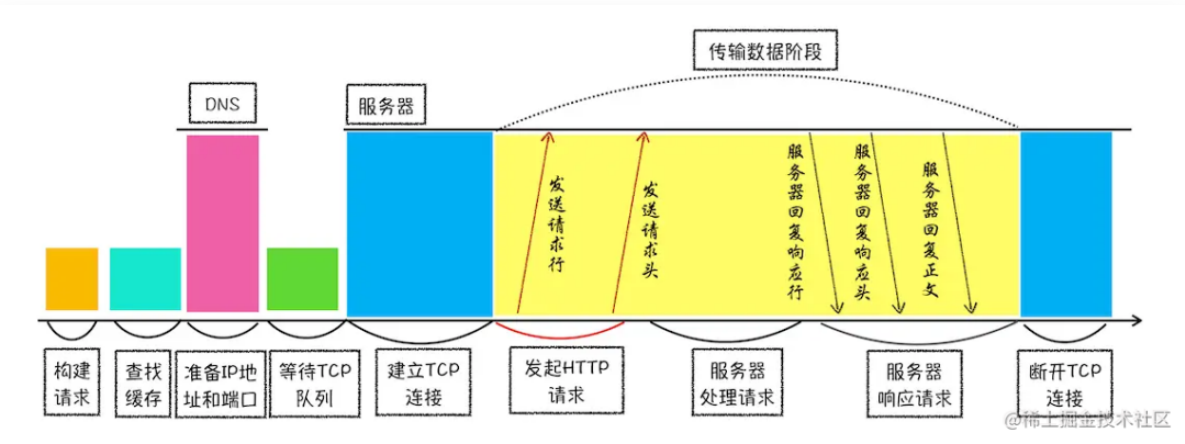 传输数据阶段
DNS
服务器
发送请求行
发送请求头
服务器回复响应行
服务器回复响应头
服务器回复正文
构建
请求
查找
缓存
准备IP地
址和端口
等待TCP
队列
建立TCP
连接
发起HTTP
请求
服务器
处理请求
服务器
响应请求
断开TCP
连接
@稀土掘金技术社区